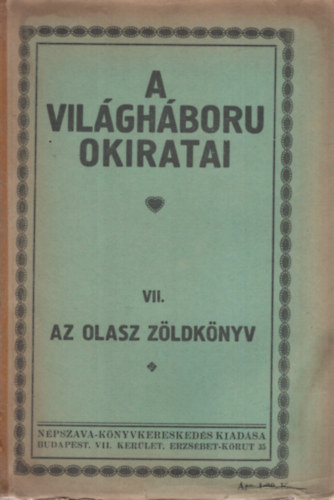 A
VILÁGHÁBORU
OKIRATAI
VII.
AZ OLASZ ZÖLDKÖNYV
NÉPSZAVA-KÖNYVKERESKEDÉS KIADÁSA
BUDAPEST, VII. KERÜLET, ERZSÉBET-KÖRUT 35